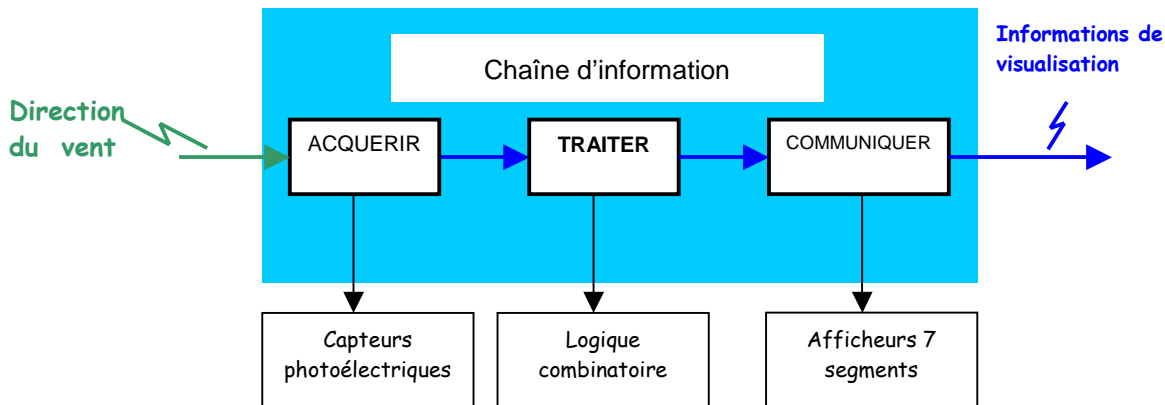 Informations de
visualisation
Chaîne d'information
Direction
du vent
ACQUERIR
TRAITER
COMMUNIQUER
Capteurs
photoélectriques
Logique
combinatoire
Afficheurs 7
segments